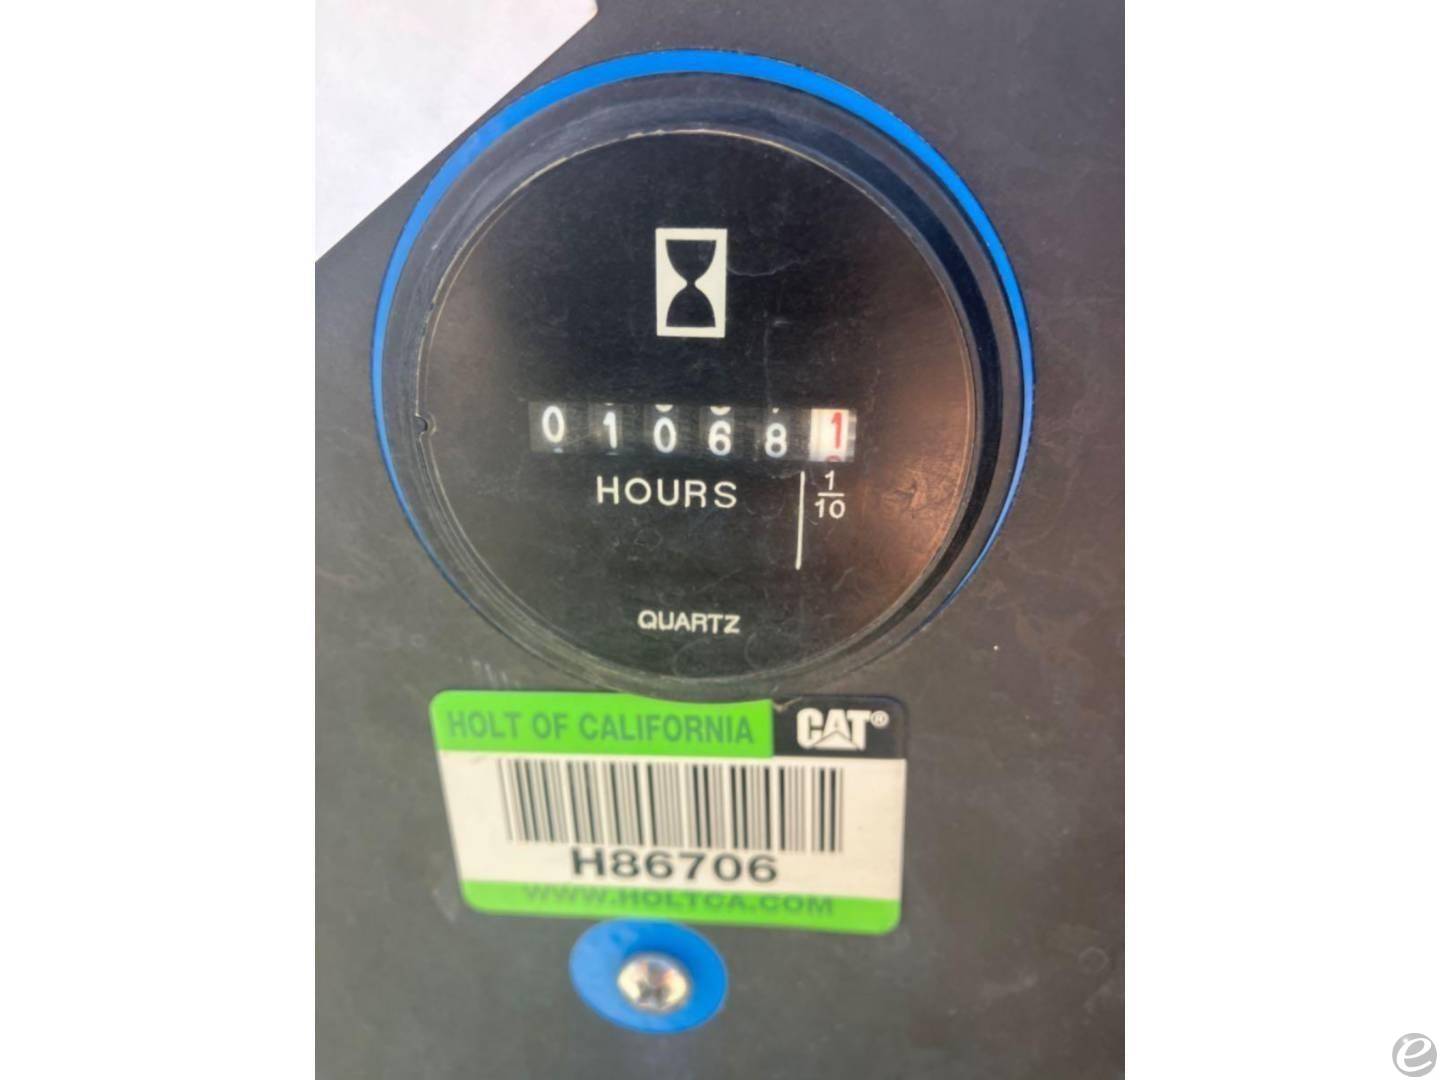 010681
HOURS
1/10
QUARTZ
HOLT OF CALIFORNIA CAT®
H86706
WWW.HOLTCA.COM
e